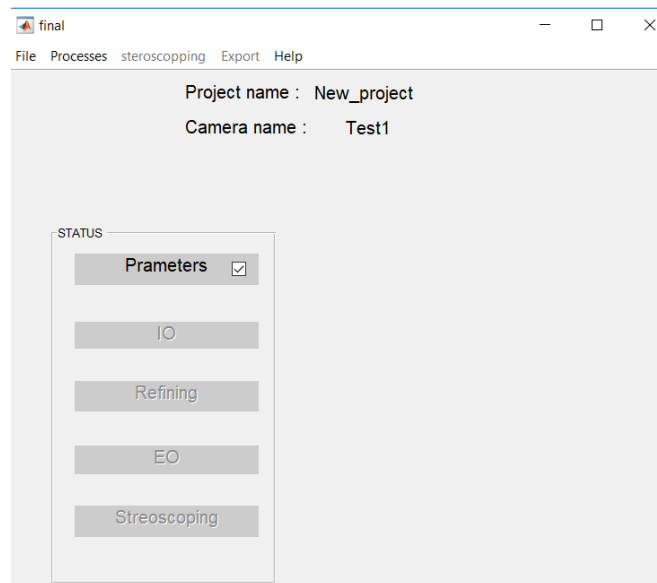 final
File Processes steroscopping Export Help
Project name : New_project
Camera name : Test1
STATUS
Prameters
IO
Refining
EO
Streoscoping